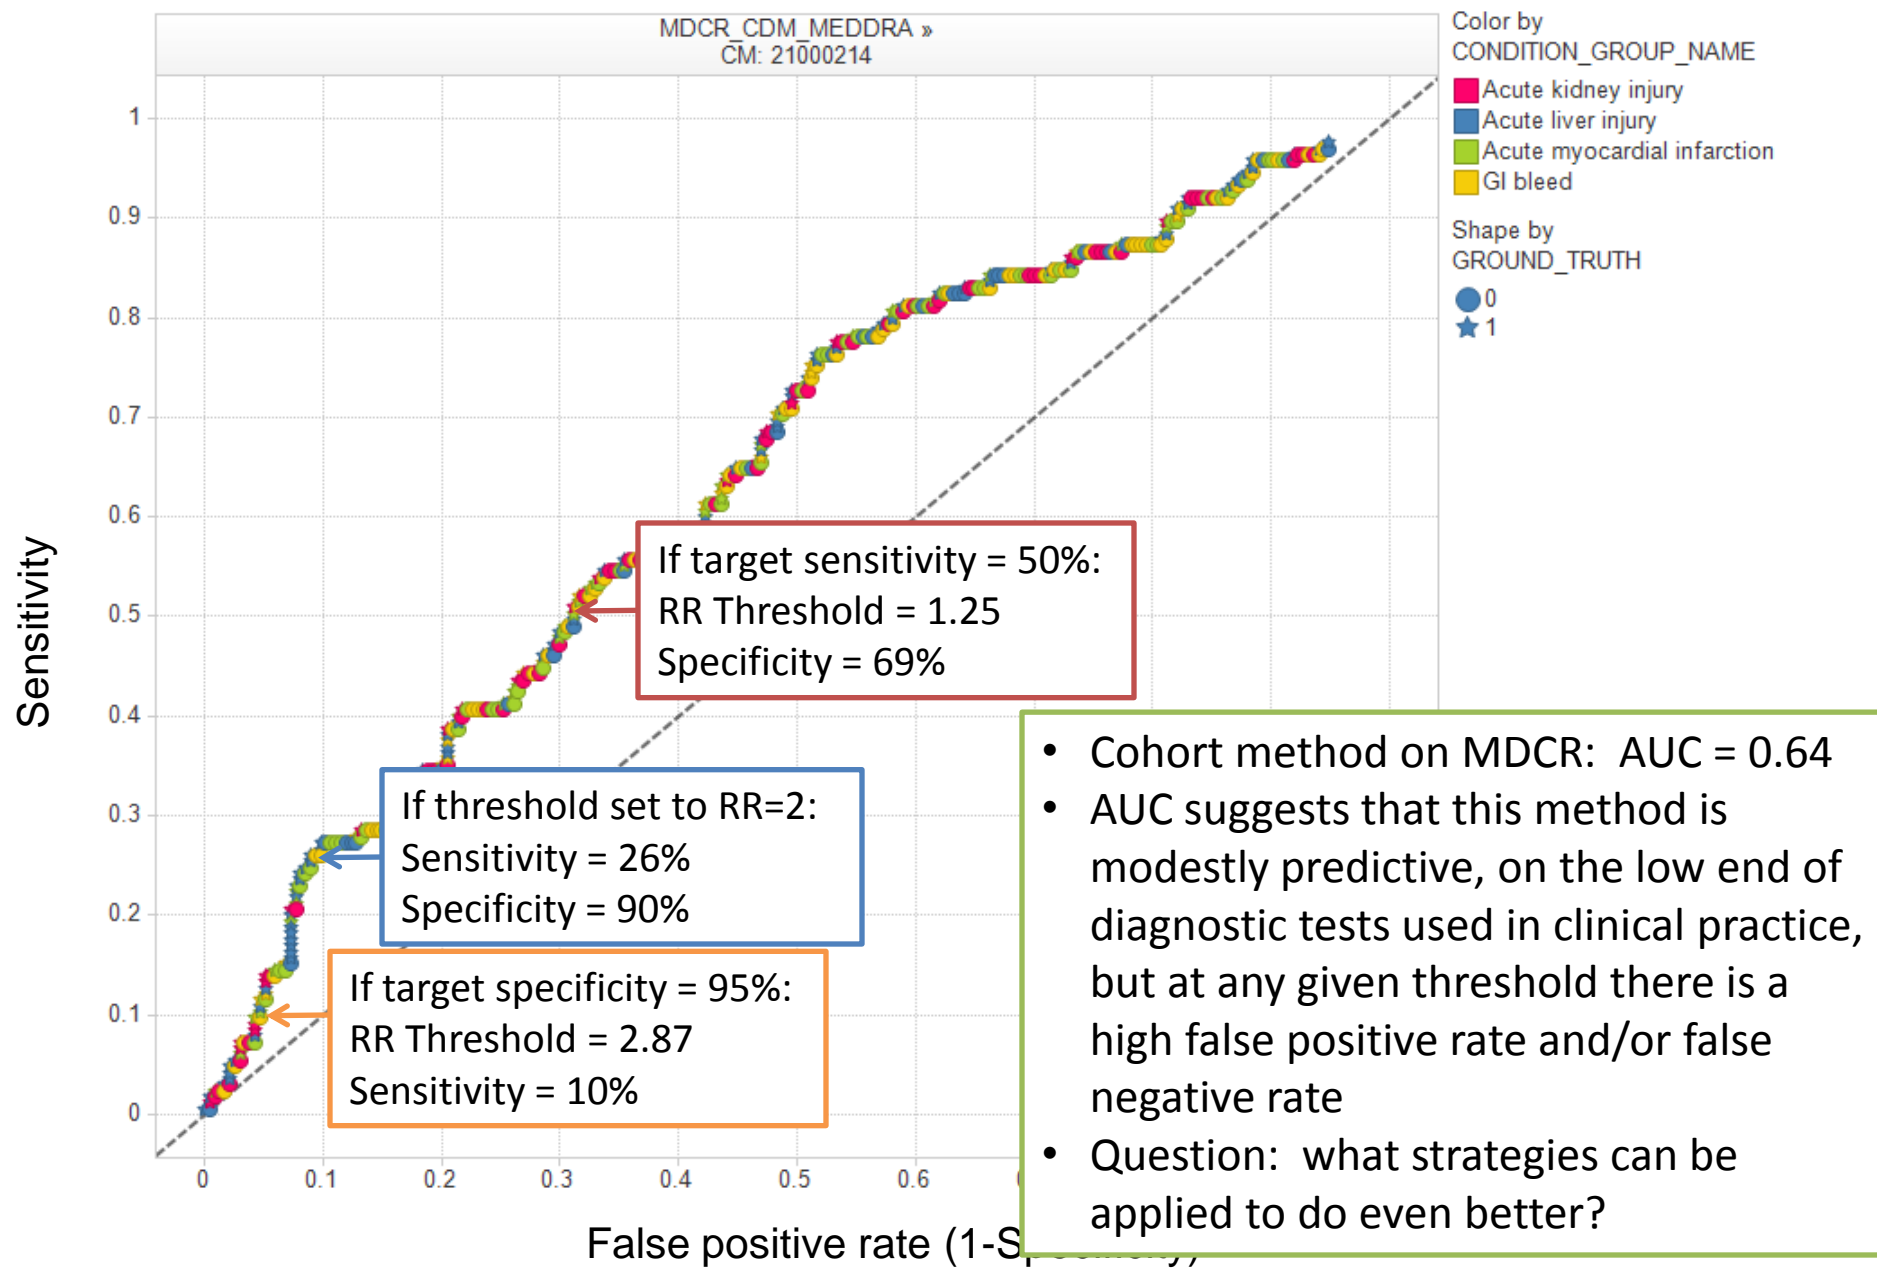 MDCR_CDM_MEDDRA »
CM: 21000214
Color by
CONDITION_GROUP_NAME
Acute kidney injury
Acute liver injury
Acute myocardial infarction
GI bleed
Shape by
GROUND_TRUTH
0
1
Sensitivity
1
0.9
0.8
0.7
0.6
0.5
0.4
0.3
0.2
0.1
0
If target sensitivity = 50%:
RR Threshold = 1.25
Specificity = 69%
If threshold set to RR=2:
Sensitivity = 26%
Specificity = 90%
If target specificity = 95%:
RR Threshold = 2.87
Sensitivity = 10%
• Cohort method on MDCR: AUC = 0.64
• AUC suggests that this method is
modestly predictive, on the low end of
diagnostic tests used in clinical practice,
but at any given threshold there is a
high false positive rate and/or false
negative rate
• Question: what strategies can be
applied to do even better?
0 0.1 0.2 0.3 0.4 0.5 0.6
False positive rate (1-Specificity)